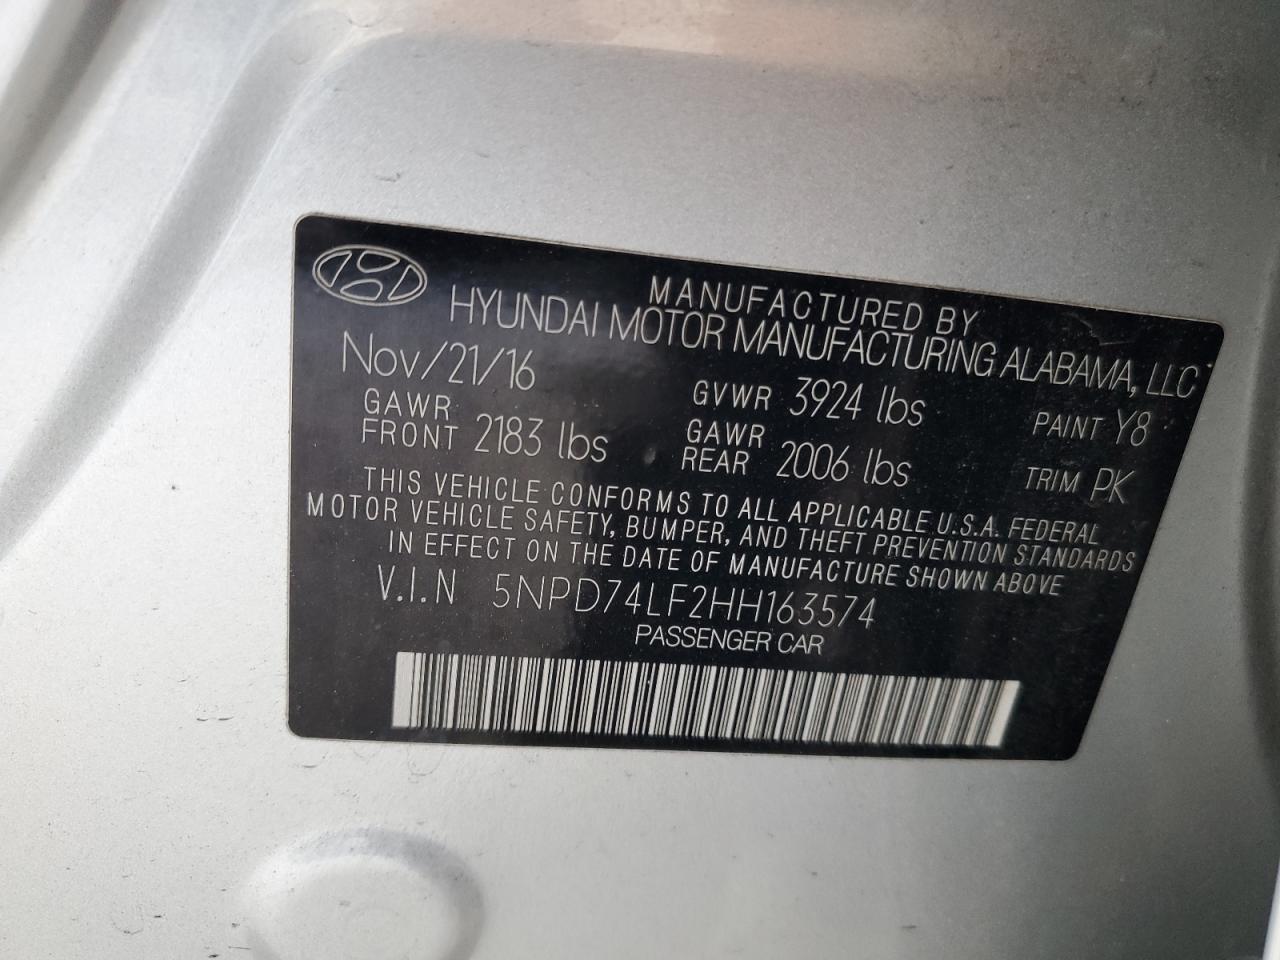 MANUFACTURED BY
HYUNDAI MOTOR MANUFACTURING ALABAMA, LLC
Nov/21/16 GVWR 3924 lbs PAINT Y8
GAWR FRONT 2183 lbs GAWR REAR 2006 lbs TRIM PK
THIS VEHICLE CONFORMS TO ALL APPLICABLE U.S.A. FEDERAL
MOTOR VEHICLE SAFETY, BUMPER, AND THEFT PREVENTION STANDARDS
IN EFFECT ON THE DATE OF MANUFACTURE SHOWN ABOVE
V.I.N 5NPD74LF2HH163574
PASSENGER CAR